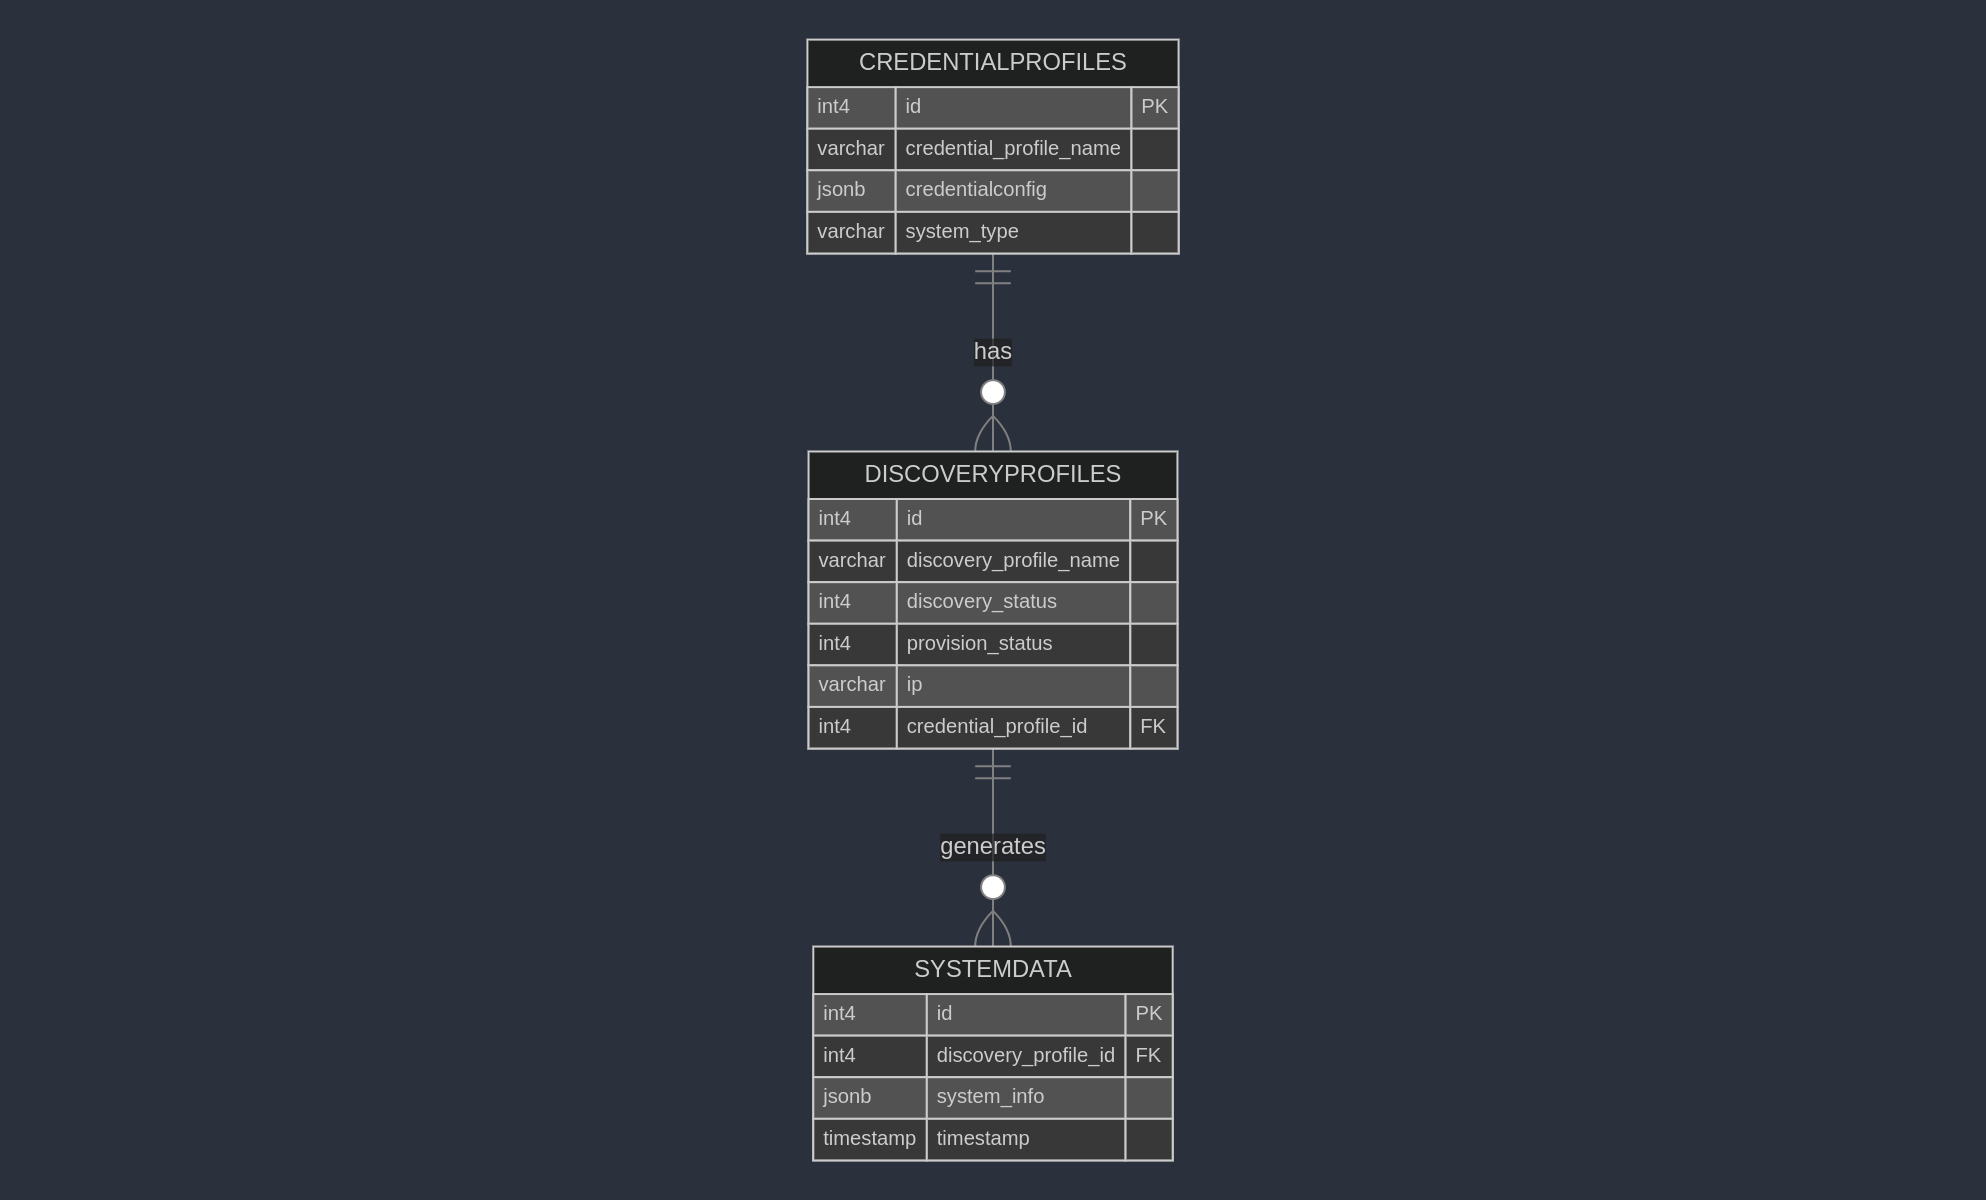 CREDENTIALPROFILES
int4 id PK
varchar credential_profile_name
jsonb credentialconfig
varchar system_type
has
DISCOVERYPROFILES
int4 id PK
varchar discovery_profile_name
int4 discovery_status
int4 provision_status
varchar ip
int4 credential_profile_id FK
generates
SYSTEMDATA
int4 id PK
int4 discovery_profile_id FK
jsonb system_info
timestamp timestamp